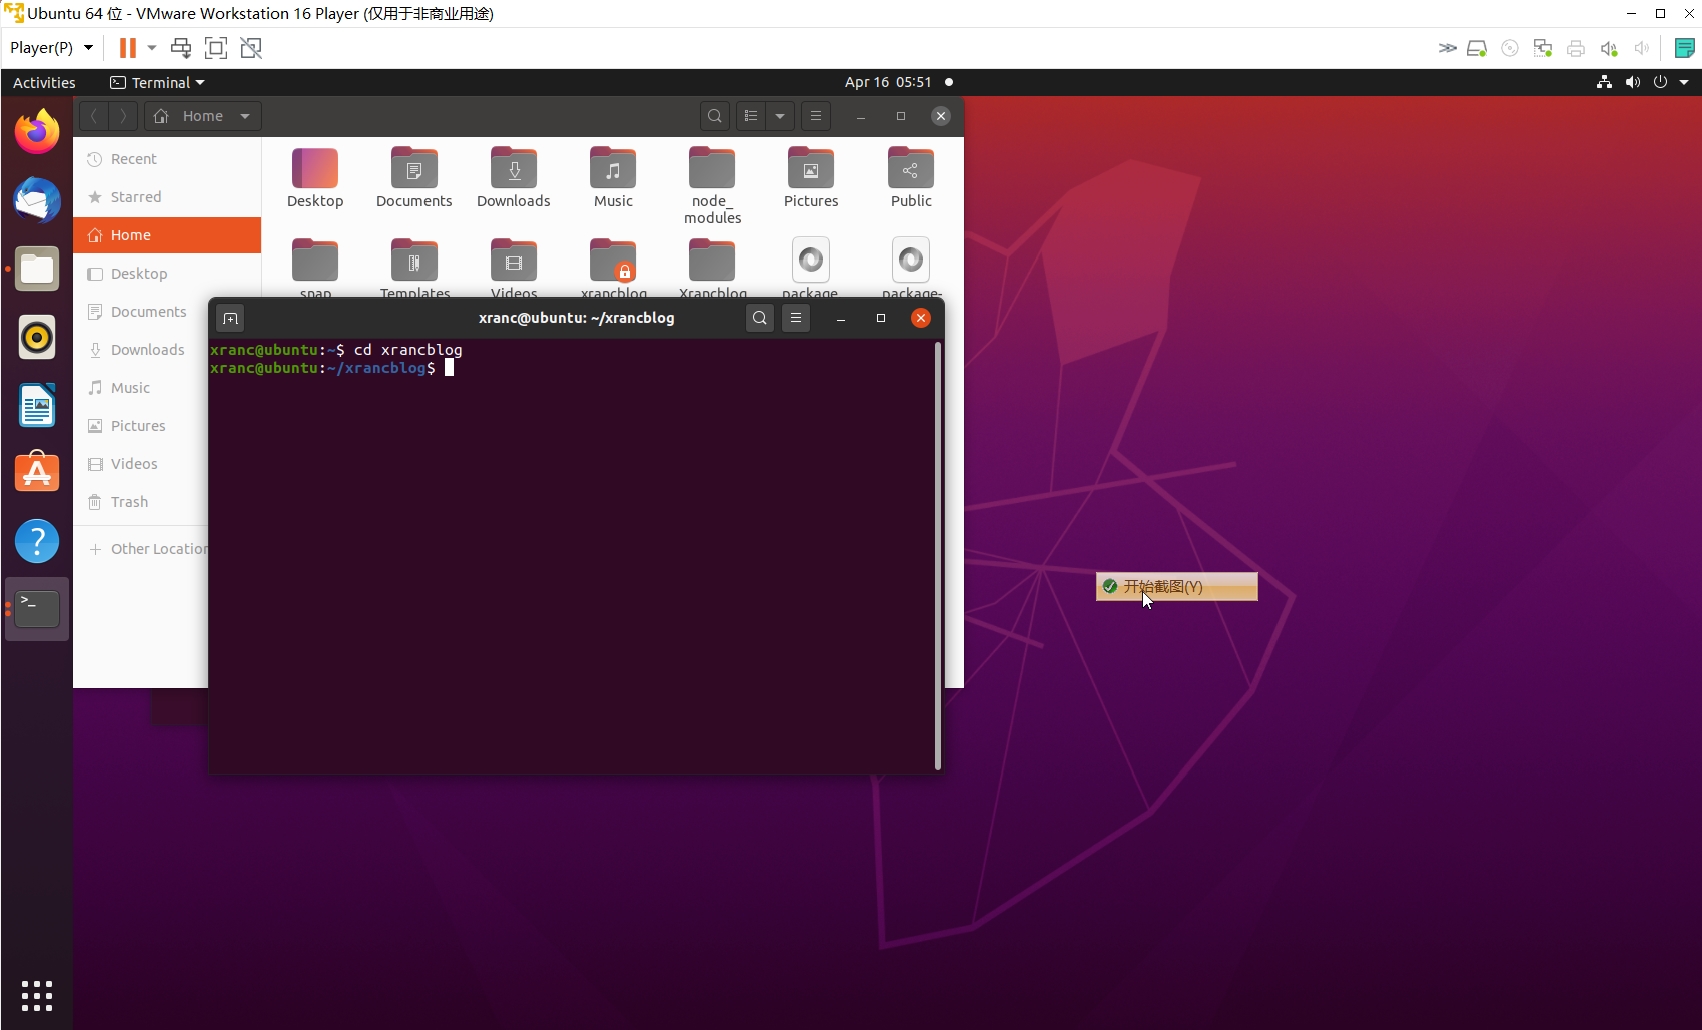 Ubuntu 64 位 - VMware Workstation 16 Player (仅用于非商业用途)
Player(P)
Activities
Terminal
Apr 16 05:51
Home
Recent
Starred
Home
Desktop
Documents
Downloads
Music
Pictures
Videos
Trash
Other Location
Desktop
Documents
Downloads
Music
node_
modules
Pictures
Public
snap
Templates
Videos
xrancblog
Xrancblog
package
package-
xranc@ubuntu: ~/xrancblog
xranc@ubuntu:~$ cd xrancblog
xranc@ubuntu:~/xrancblog$
开始截图(Y)